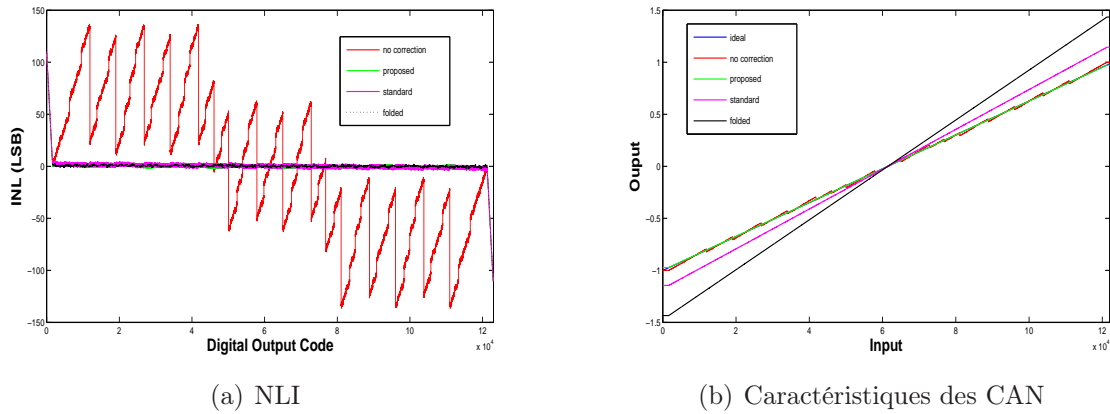 150
100
50
0
−50
−100
−150
INL (LSB)
no correction
proposed
standard
folded
0
2
4
6
8
10
12
x 10^4
Digital Output Code
(a) NLI
1.5
1
0.5
0
−0.5
−1
−1.5
Ouput
ideal
no correction
proposed
standard
folded
0
2
4
6
8
10
12
x 10^4
Input
(b) Caractéristiques des CAN